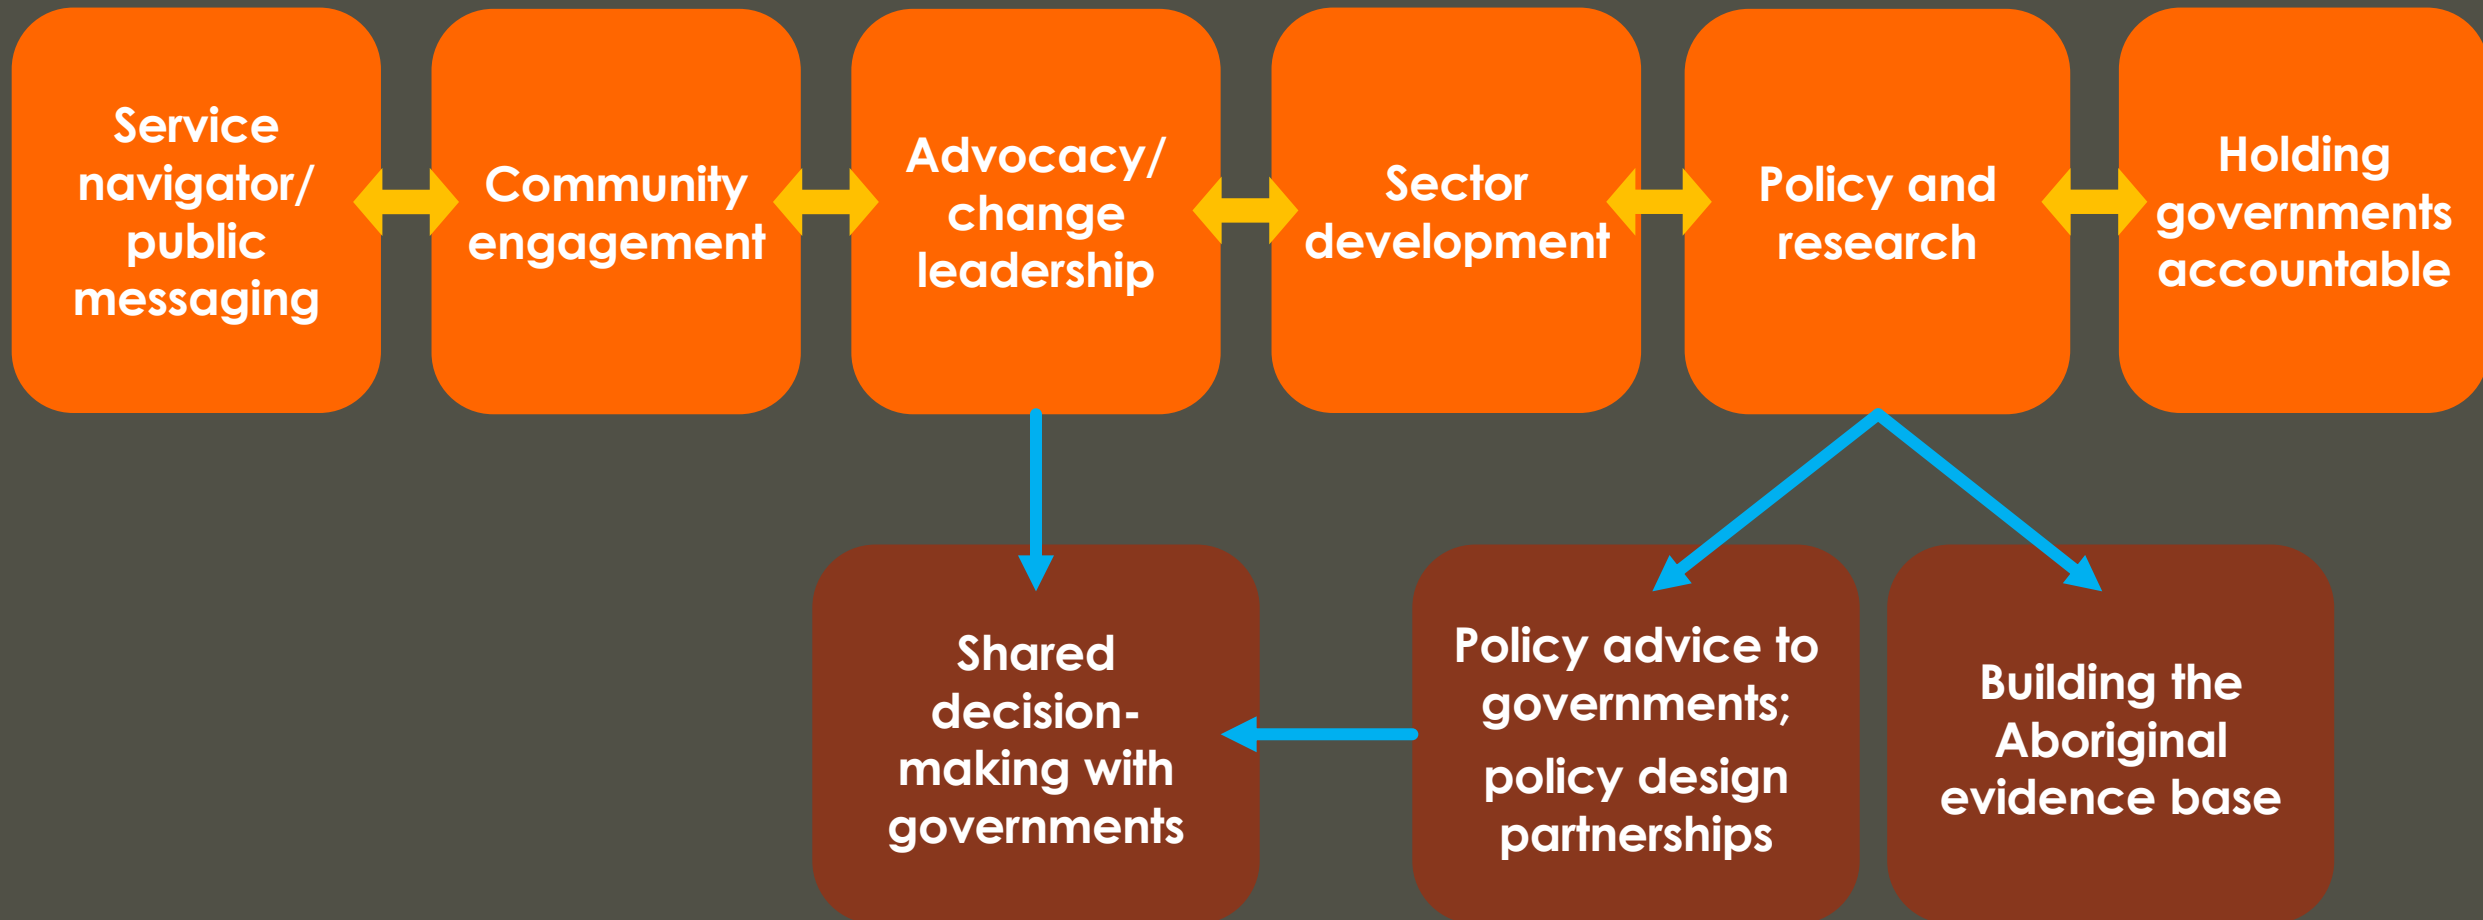 Service
navigator/
public
messaging
Community
engagement
Advocacy/
change
leadership
Sector
development
Policy and
research
Holding
governments
accountable
Shared
decision-
making with
governments
Policy advice to
governments;
policy design
partnerships
Building the
Aboriginal
evidence base